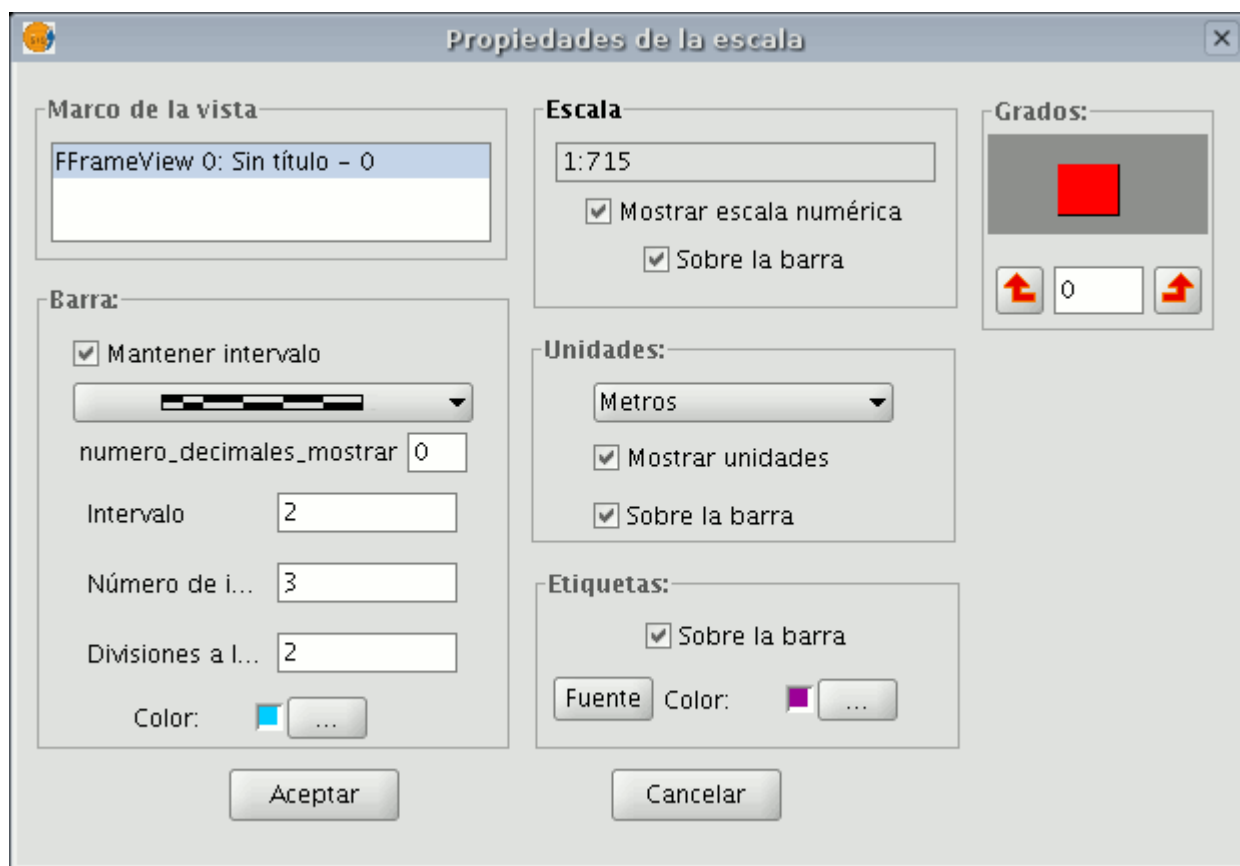 Propiedades de la escala
Marco de la vista
FFrameView 0: Sin título – 0
Escala
1:715
Mostrar escala numérica
Sobre la barra
Grados:
0
Barra:
Mantener intervalo
numero_decimales_mostrar 0
Intervalo 2
Número de i... 3
Divisiones a l... 2
Color: ...
Unidades:
Metros
Mostrar unidades
Sobre la barra
Etiquetas:
Sobre la barra
Fuente Color: ...
Aceptar Cancelar